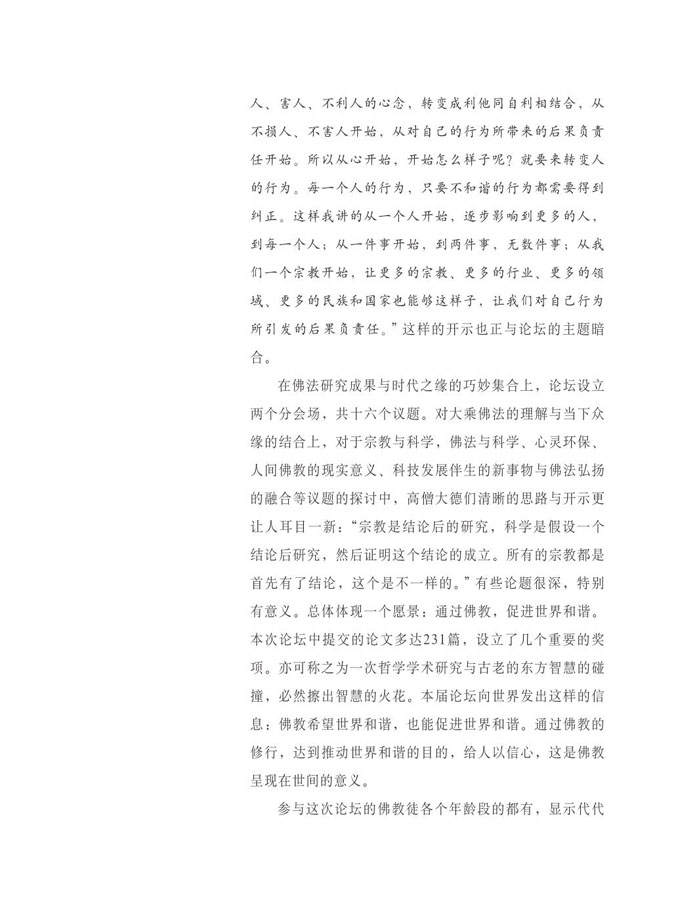 人、害人、不利人的心念，转变成利他同自利相结合，从
不损人、不害人开始，从对自己的行为所带来的后果负责
任开始。所以从心开始，开始怎么样子呢？就要来转变人
的行为。每一个人的行为，只要不和谐的行为都需要得到
纠正。这样我讲的从一个人开始，逐步影响到更多的人，
到每一个人；从一件事开始，到两件事，无数件事；从我
们一个宗教开始，让更多的宗教、更多的行业、更多的领
域、更多的民族和国家也能够这样子，让我们对自己行为
所引发的后果负责任。”这样的开示也正与论坛的主题暗
合。
在佛法研究成果与时代之缘的巧妙集合上，论坛设立
两个分会场，共十六个议题。对大乘佛法的理解与当下众
缘的结合上，对于宗教与科学，佛法与科学、心灵环保、
人间佛教的现实意义、科技发展伴生的新事物与佛法弘扬
的融合等议题的探讨中，高僧大德们清晰的思路与开示更
让人耳目一新：“宗教是结论后的研究，科学是假设一个
结论后研究，然后证明这个结论的成立。所有的宗教都是
首先有了结论，这个是不一样的。”有些论题很深，特别
有意义。总体体现一个愿景：通过佛教，促进世界和谐。
本次论坛中提交的论文多达231篇，设立了几个重要的奖
项。亦可称之为一次哲学学术研究与古老的东方智慧的碰
撞，必然擦出智慧的火花。本届论坛向世界发出这样的信
息：佛教希望世界和谐，也能促进世界和谐。通过佛教的
修行，达到推动世界和谐的目的，给人以信心，这是佛教
呈现在世间的意义。
参与这次论坛的佛教徒各个年龄段的都有，显示代代